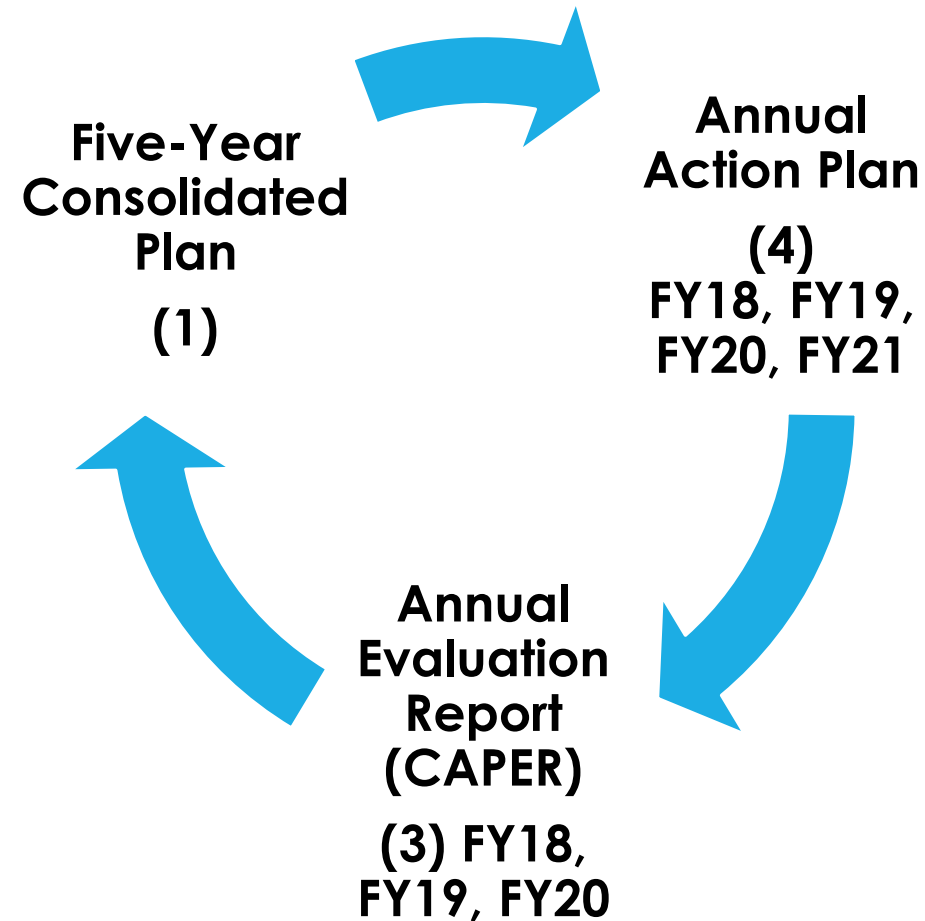 Five-Year
Consolidated
Plan
(1)
Annual
Action Plan
(4)
FY18, FY19,
FY20, FY21
Annual
Evaluation
Report
(CAPER)
(3) FY18,
FY19, FY20